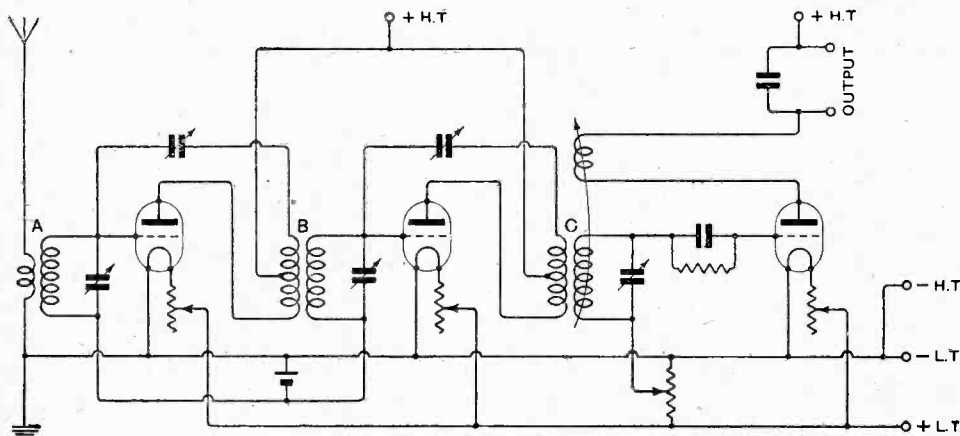 + H.T
+ H.T
OUTPUT
A
B
C
− H.T
− L.T
+ L.T